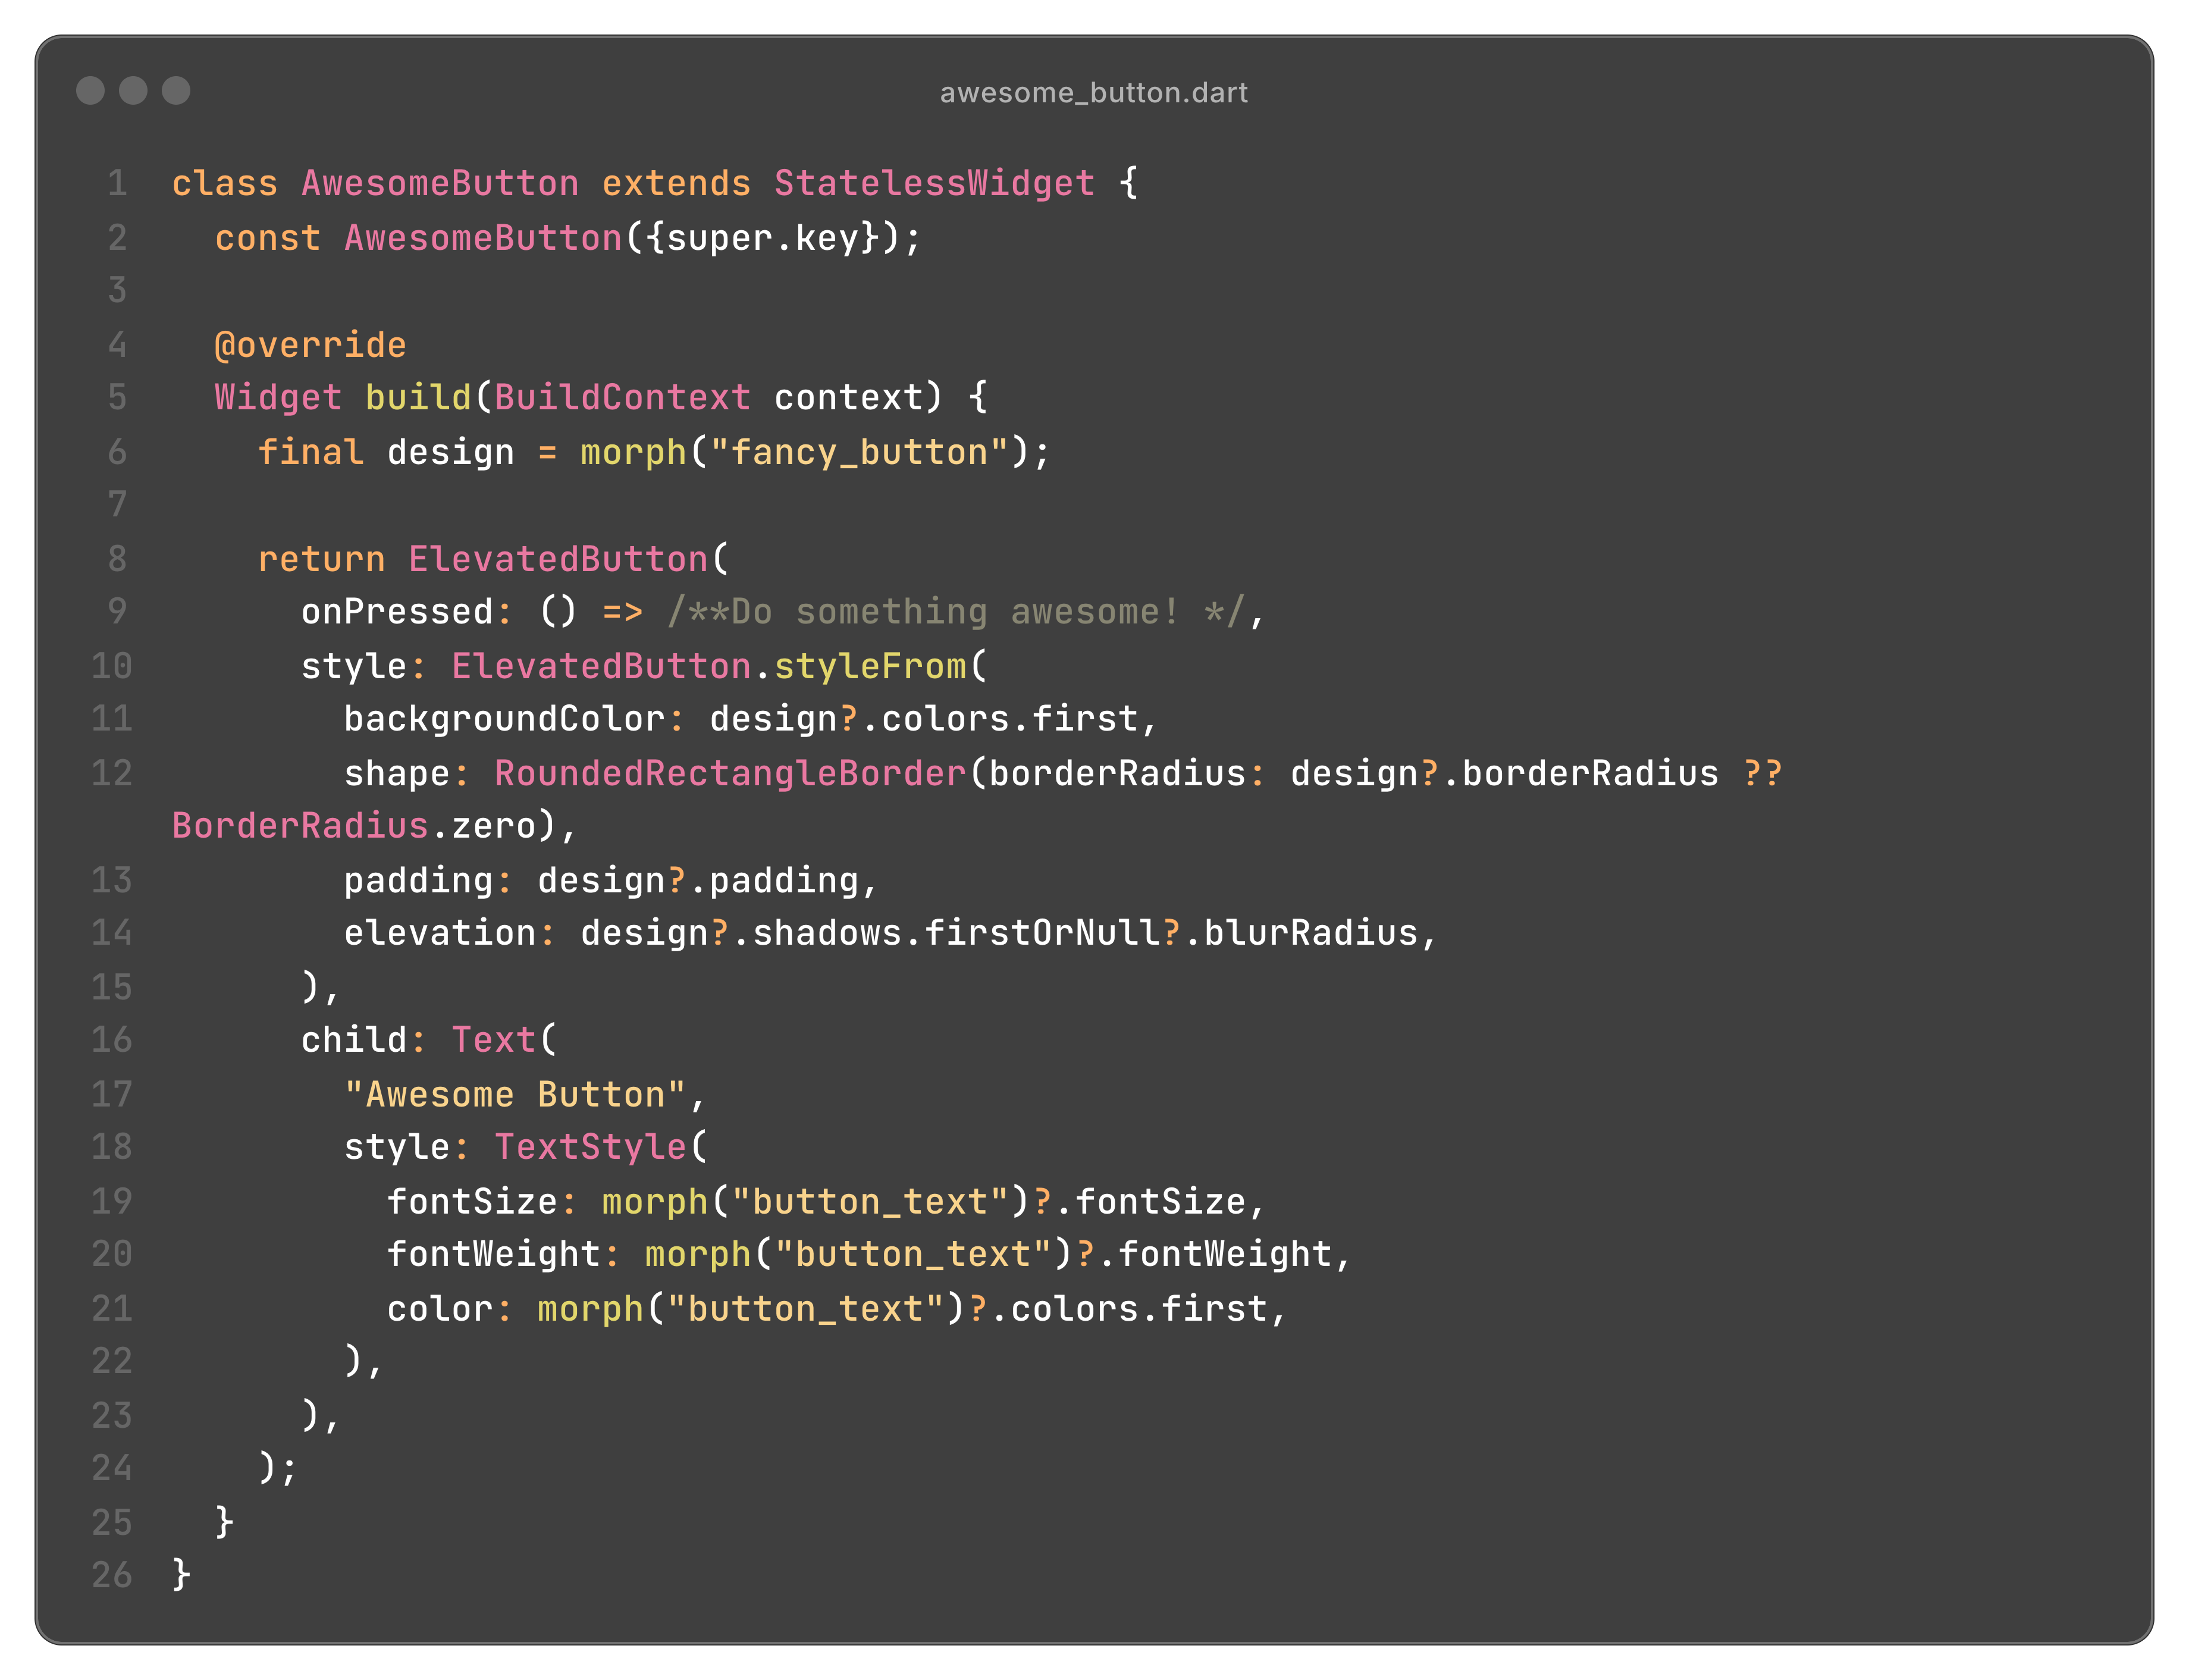 awesome_button.dart
1 class AwesomeButton extends StatelessWidget {
2   const AwesomeButton({super.key});
3
4   @override
5   Widget build(BuildContext context) {
6     final design = morph("fancy_button");
7
8     return ElevatedButton(
9       onPressed: () => /**Do something awesome! */,
10       style: ElevatedButton.styleFrom(
11         backgroundColor: design?.colors.first,
12         shape: RoundedRectangleBorder(borderRadius: design?.borderRadius ??
BorderRadius.zero),
13         padding: design?.padding,
14         elevation: design?.shadows.firstOrNull?.blurRadius,
15       ),
16       child: Text(
17         "Awesome Button",
18         style: TextStyle(
19           fontSize: morph("button_text")?.fontSize,
20           fontWeight: morph("button_text")?.fontWeight,
21           color: morph("button_text")?.colors.first,
22         ),
23       ),
24     );
25   }
26 }